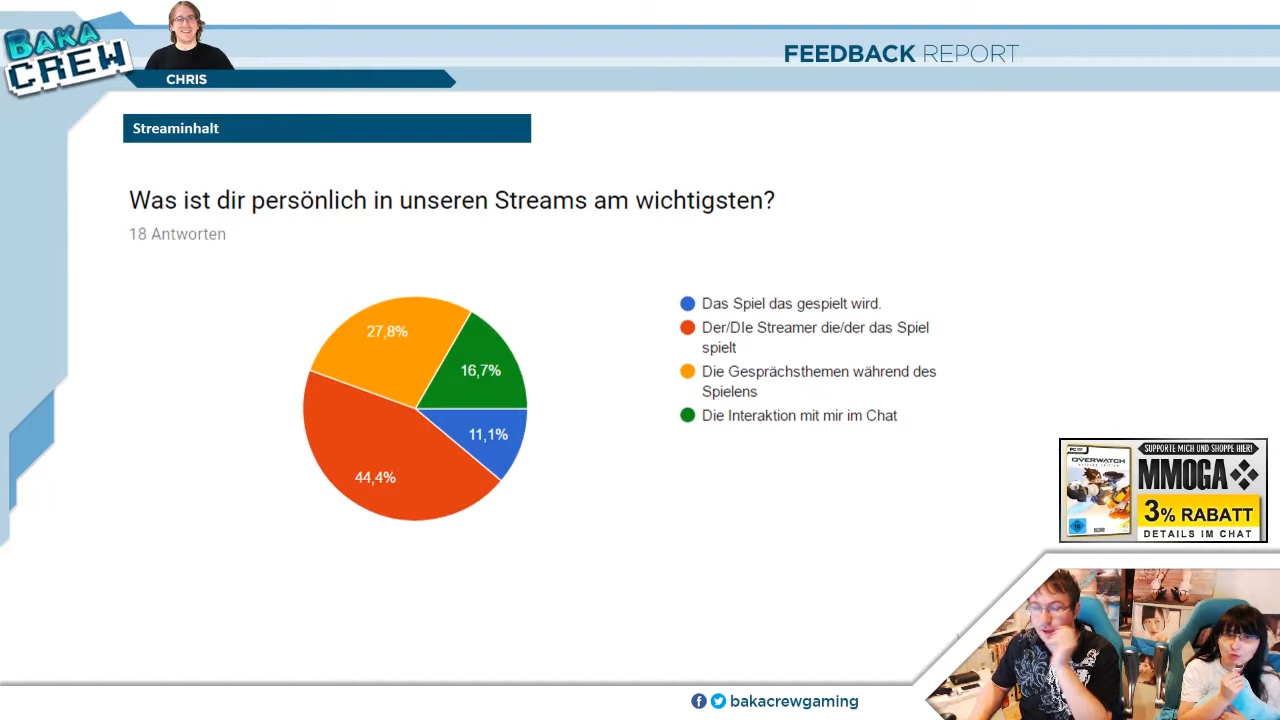 BAKA
CREW
CHRIS
FEEDBACK REPORT
Streaminhalt
Was ist dir persönlich in unseren Streams am wichtigsten?
18 Antworten
27,8%
16,7%
11,1%
44,4%
Das Spiel das gespielt wird.
Der/DIe Streamer die/der das Spiel
spielt
Die Gesprächsthemen während des
Spielens
Die Interaktion mit mir im Chat
SUPPORTE MICH UND SHOPPE HIER!
OVERWATCH
MMOGA
3% RABATT
DETAILS IM CHAT
bakacrewgaming